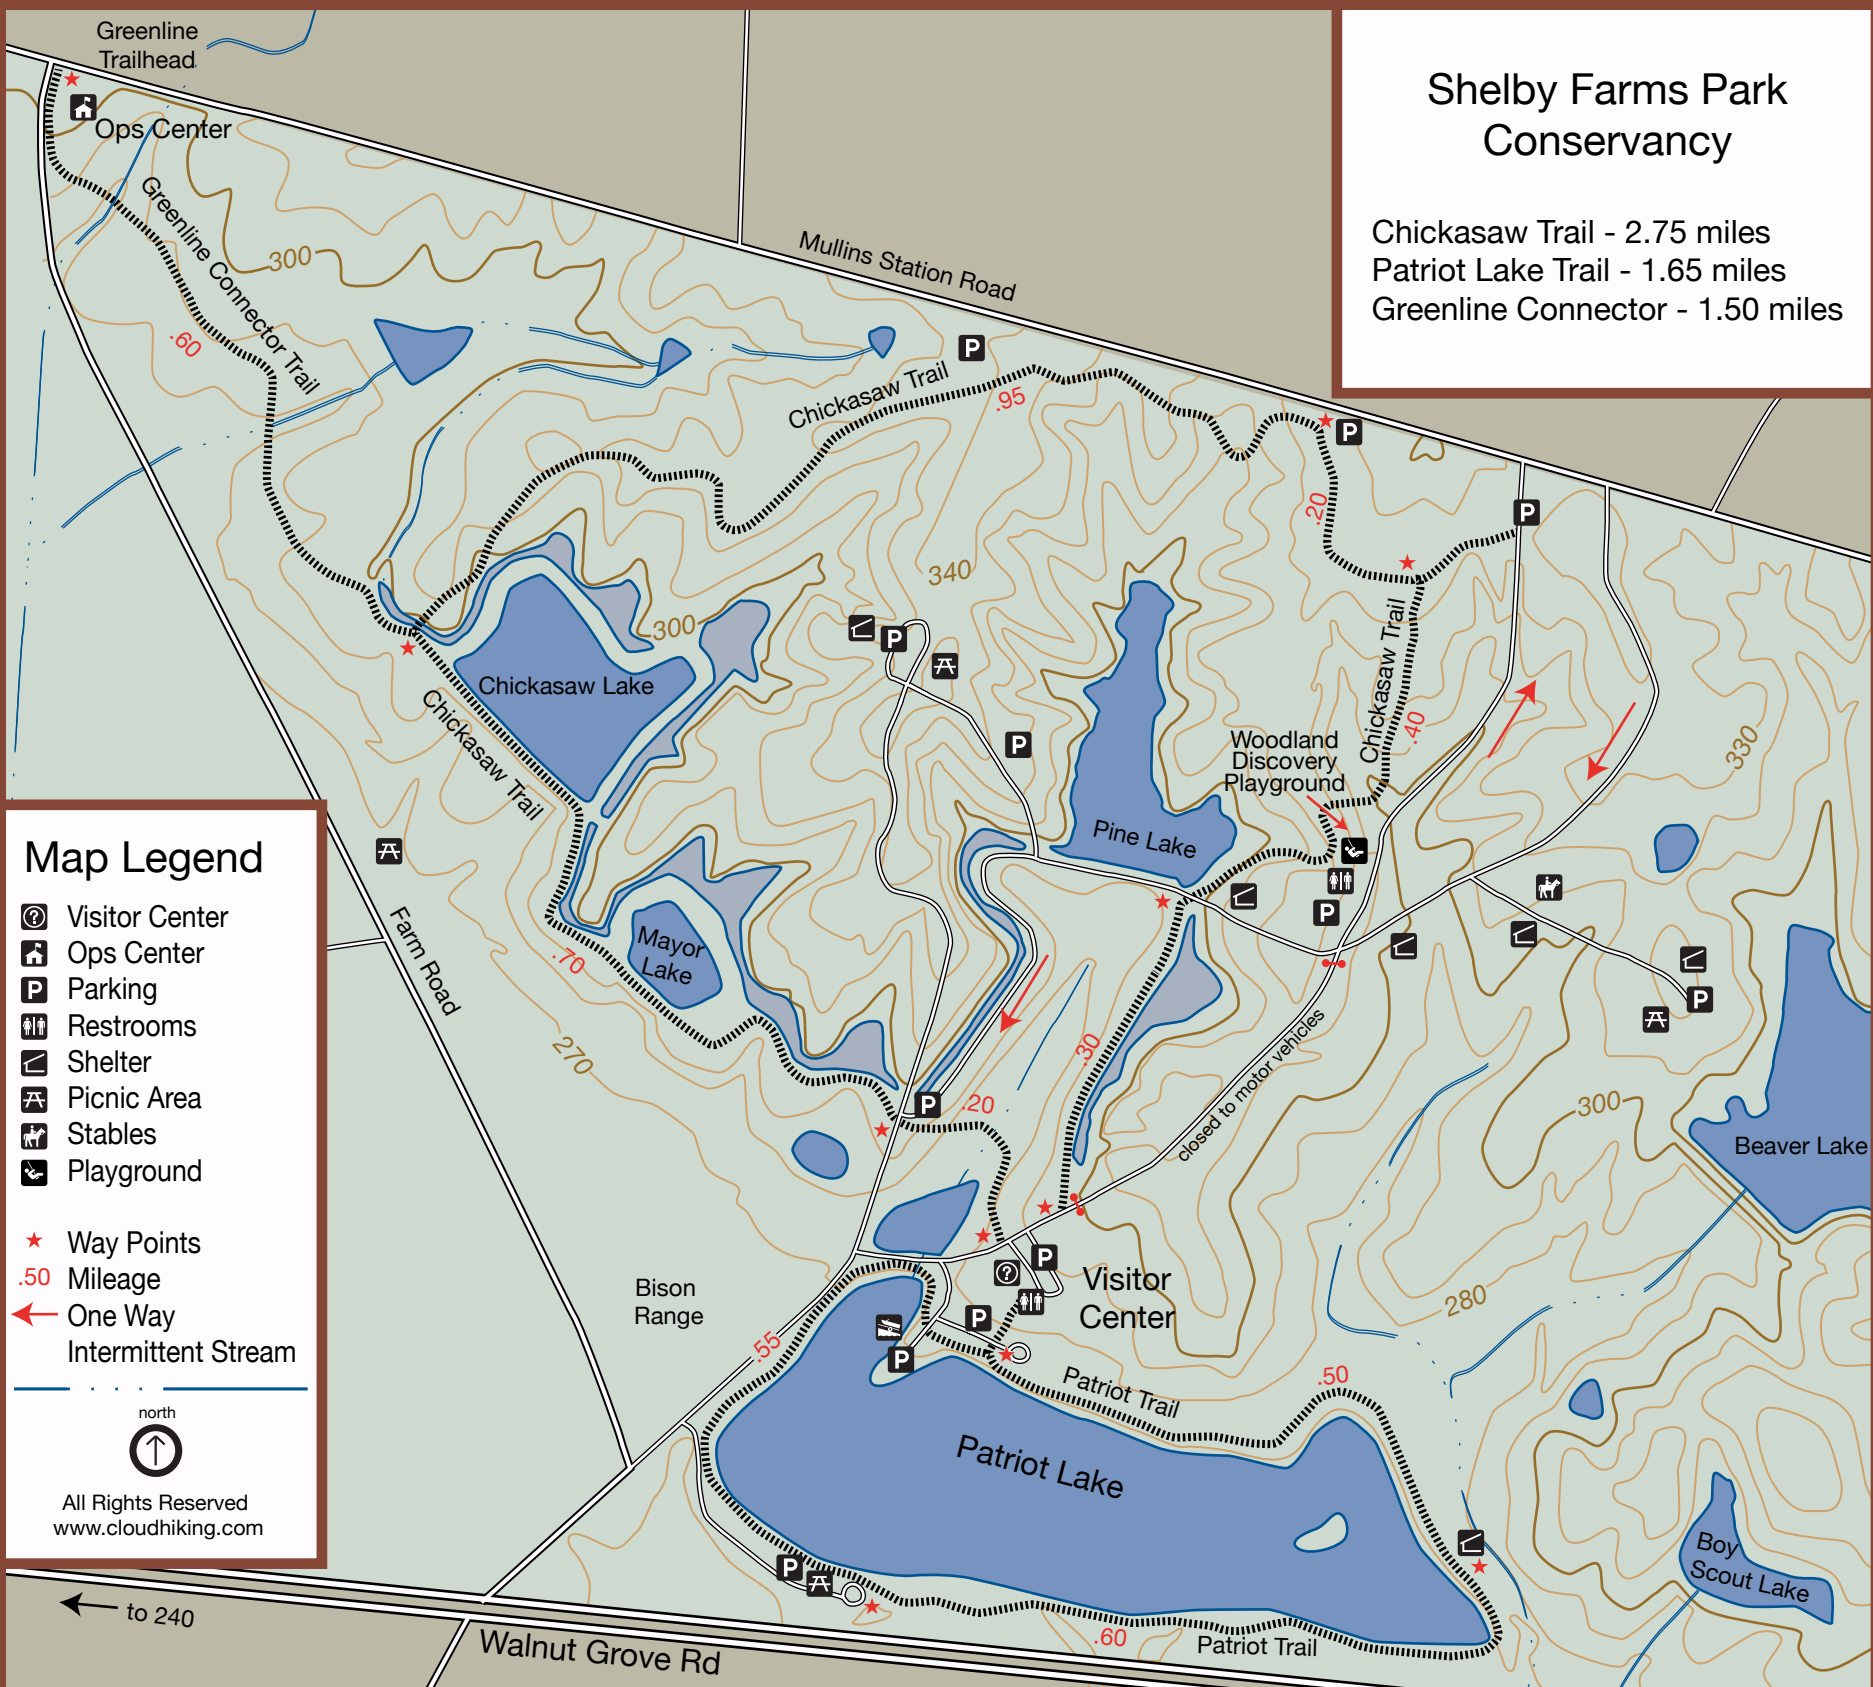 Greenline
Trailhead
Ops Center
Shelby Farms Park
Conservancy
Chickasaw Trail - 2.75 miles
Patriot Lake Trail - 1.65 miles
Greenline Connector - 1.50 miles
Greenline Connector Trail
300
Mullins Station Road
.60
Chickasaw Trail
P
.95
P
.20
P
340
300
P
Chickasaw Lake
Chickasaw Trail
Chickasaw Trail
.40
P
Woodland
Discovery
Playground
330
Pine Lake
P
Mayor
Lake
.70
Farm Road
P
270
.30
closed to motor vehicles
P
.20
300
Beaver Lake
Bison
Range
?
P
Visitor
Center
280
P
.55
P
Patriot Trail
.50
Patriot Lake
Boy
Scout Lake
P
.60
Patriot Trail
to 240
Walnut Grove Rd
Map Legend
? Visitor Center
Ops Center
P Parking
Restrooms
Shelter
Picnic Area
Stables
Playground
Way Points
.50 Mileage
One Way
Intermittent Stream
north
All Rights Reserved
www.cloudhiking.com